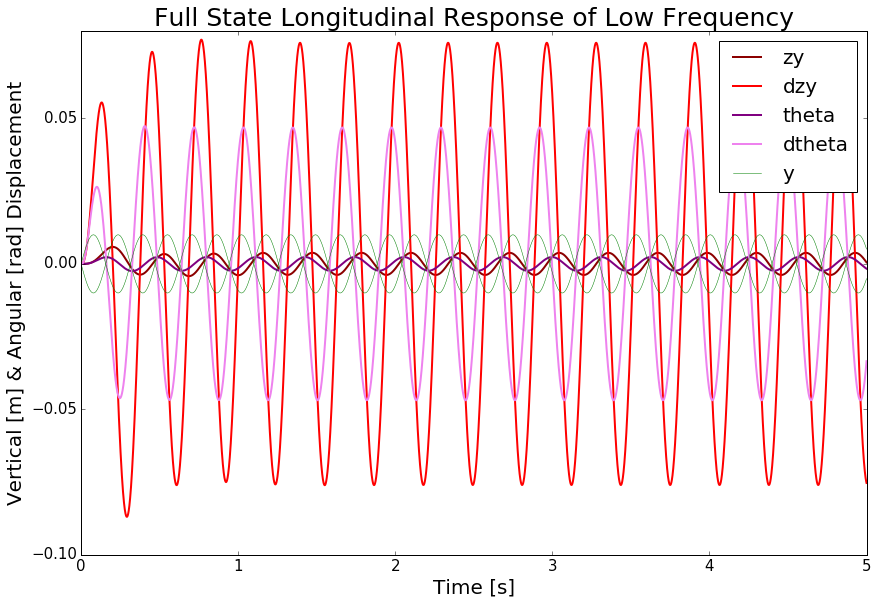 Full State Longitudinal Response of Low Frequency
Vertical [m] & Angular [rad] Displacement
0.05
0.00
−0.05
−0.10
zy
dzy
theta
dtheta
y
0 1 2 3 4 5
Time [s]